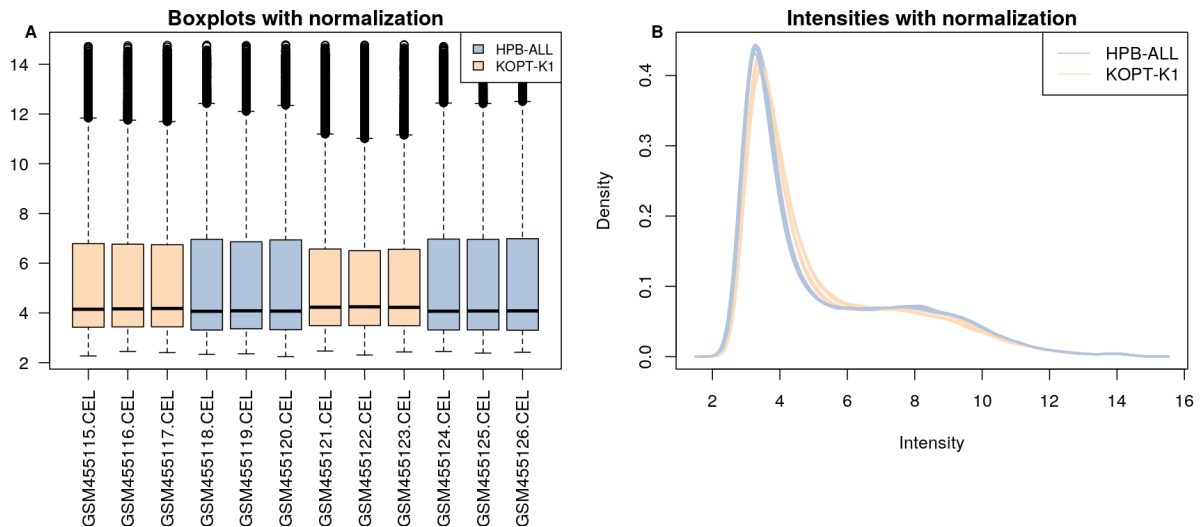 Boxplots with normalization
A
HPB-ALL
KOPT-K1
14
12
10
8
6
4
2
GSM455115.CEL
GSM455116.CEL
GSM455117.CEL
GSM455118.CEL
GSM455119.CEL
GSM455120.CEL
GSM455121.CEL
GSM455122.CEL
GSM455123.CEL
GSM455124.CEL
GSM455125.CEL
GSM455126.CEL
Intensities with normalization
B
HPB-ALL
KOPT-K1
Density
0.4
0.3
0.2
0.1
0.0
2 4 6 8 10 12 14 16
Intensity